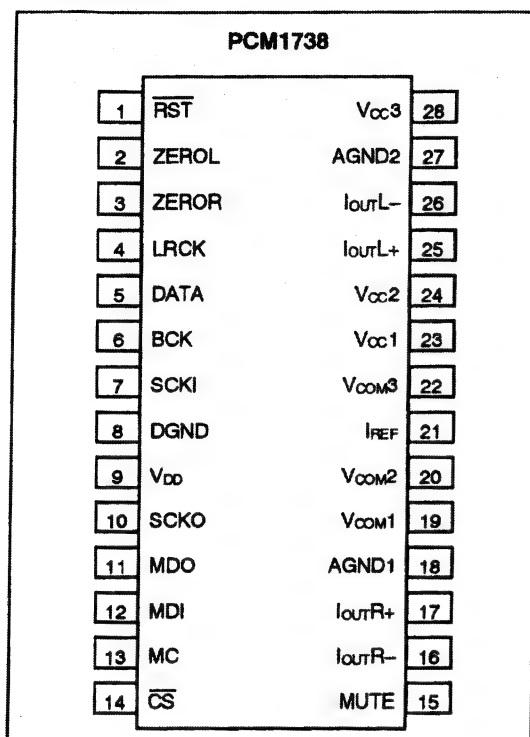 PCM1738
1 R̅S̅T̅ VCC3 28
2 ZEROL AGND2 27
3 ZEROR IOUTL– 26
4 LRCK IOUTL+ 25
5 DATA VCC2 24
6 BCK VCC1 23
7 SCKI VCOM3 22
8 DGND IREF 21
9 VDD VCOM2 20
10 SCKO VCOM1 19
11 MDO AGND1 18
12 MDI IOUTR+ 17
13 MC IOUTR– 16
14 C̅S̅ MUTE 15